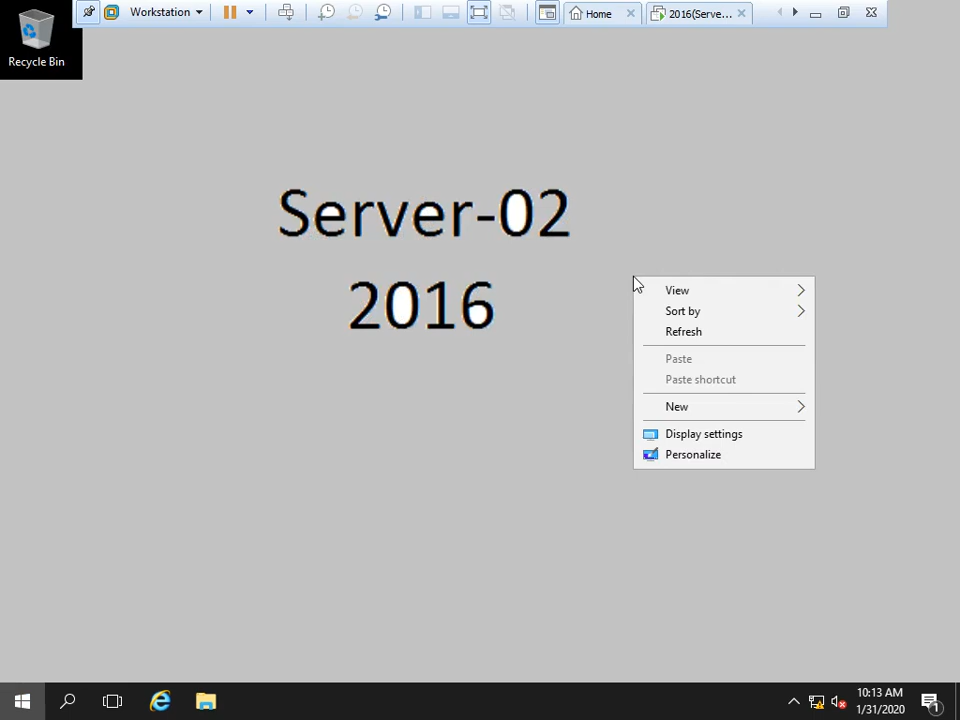 Workstation
Home
2016(Serve...
Recycle Bin
Server-02
2016
View
Sort by
Refresh
Paste
Paste shortcut
New
Display settings
Personalize
10:13 AM
1/31/2020
1